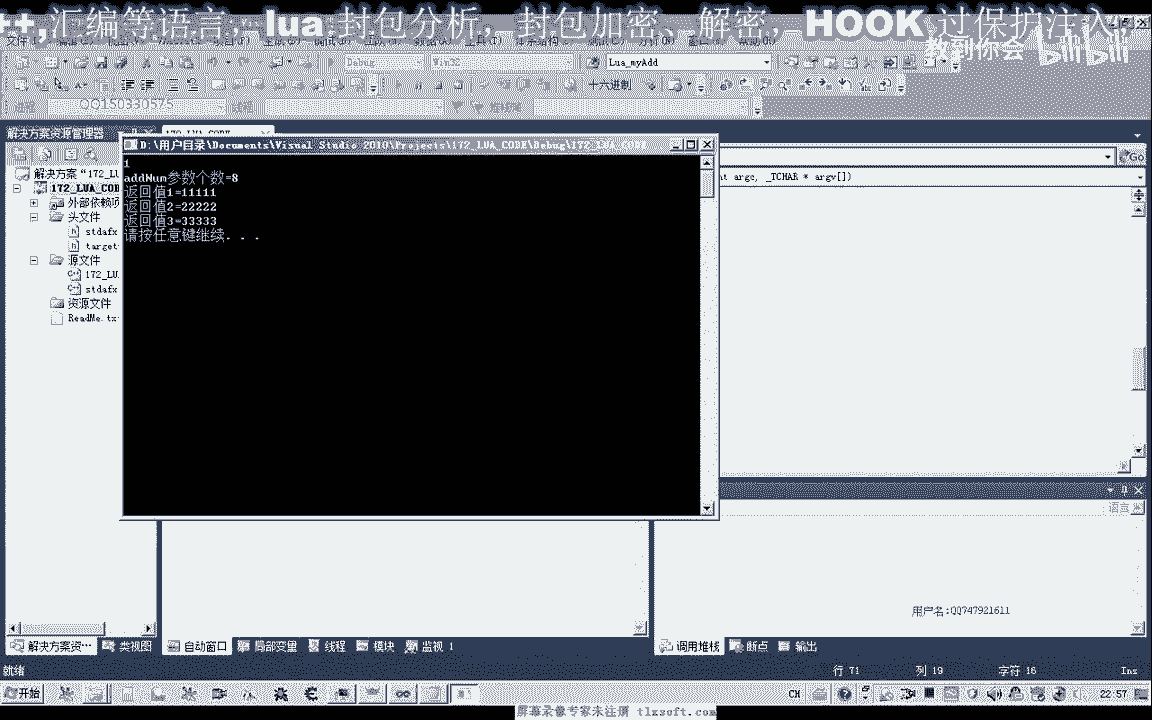 ++,汇编等语言，lua 封包分析，封包加密、解密，HOOK 过保护注入，
教到你会 bilibili
Debug Win32 Lua_myAdd
十六进制
进程 QQ150330575 线程 堆栈帧
解决方案资源管理器 172_LUA_CODE
D:\用户目录\Documents\Visual Studio 2010\Projects\172_LUA_CODE\Debug\172_LUA_CODE
Go
nt argc, _TCHAR * argv[])
解决方案“172_LU
172_LUA_COD
外部依赖项
头文件
stdafx
target
源文件
172_LU
stdafx
资源文件
ReadMe.tx
1
addNum参数个数=8
返回值1=11111
返回值2=22222
返回值3=33333
请按任意键继续. . .
语言
用户名:QQ747921611
解决方案资… 类视图 自动窗口 局部变量 线程 模块 监视 1 调用堆栈 断点 输出
就绪 行 71 列 19 字符 16 Ins
开始 CH 22:57
屏幕录像专家未注册 tlxsoft.com